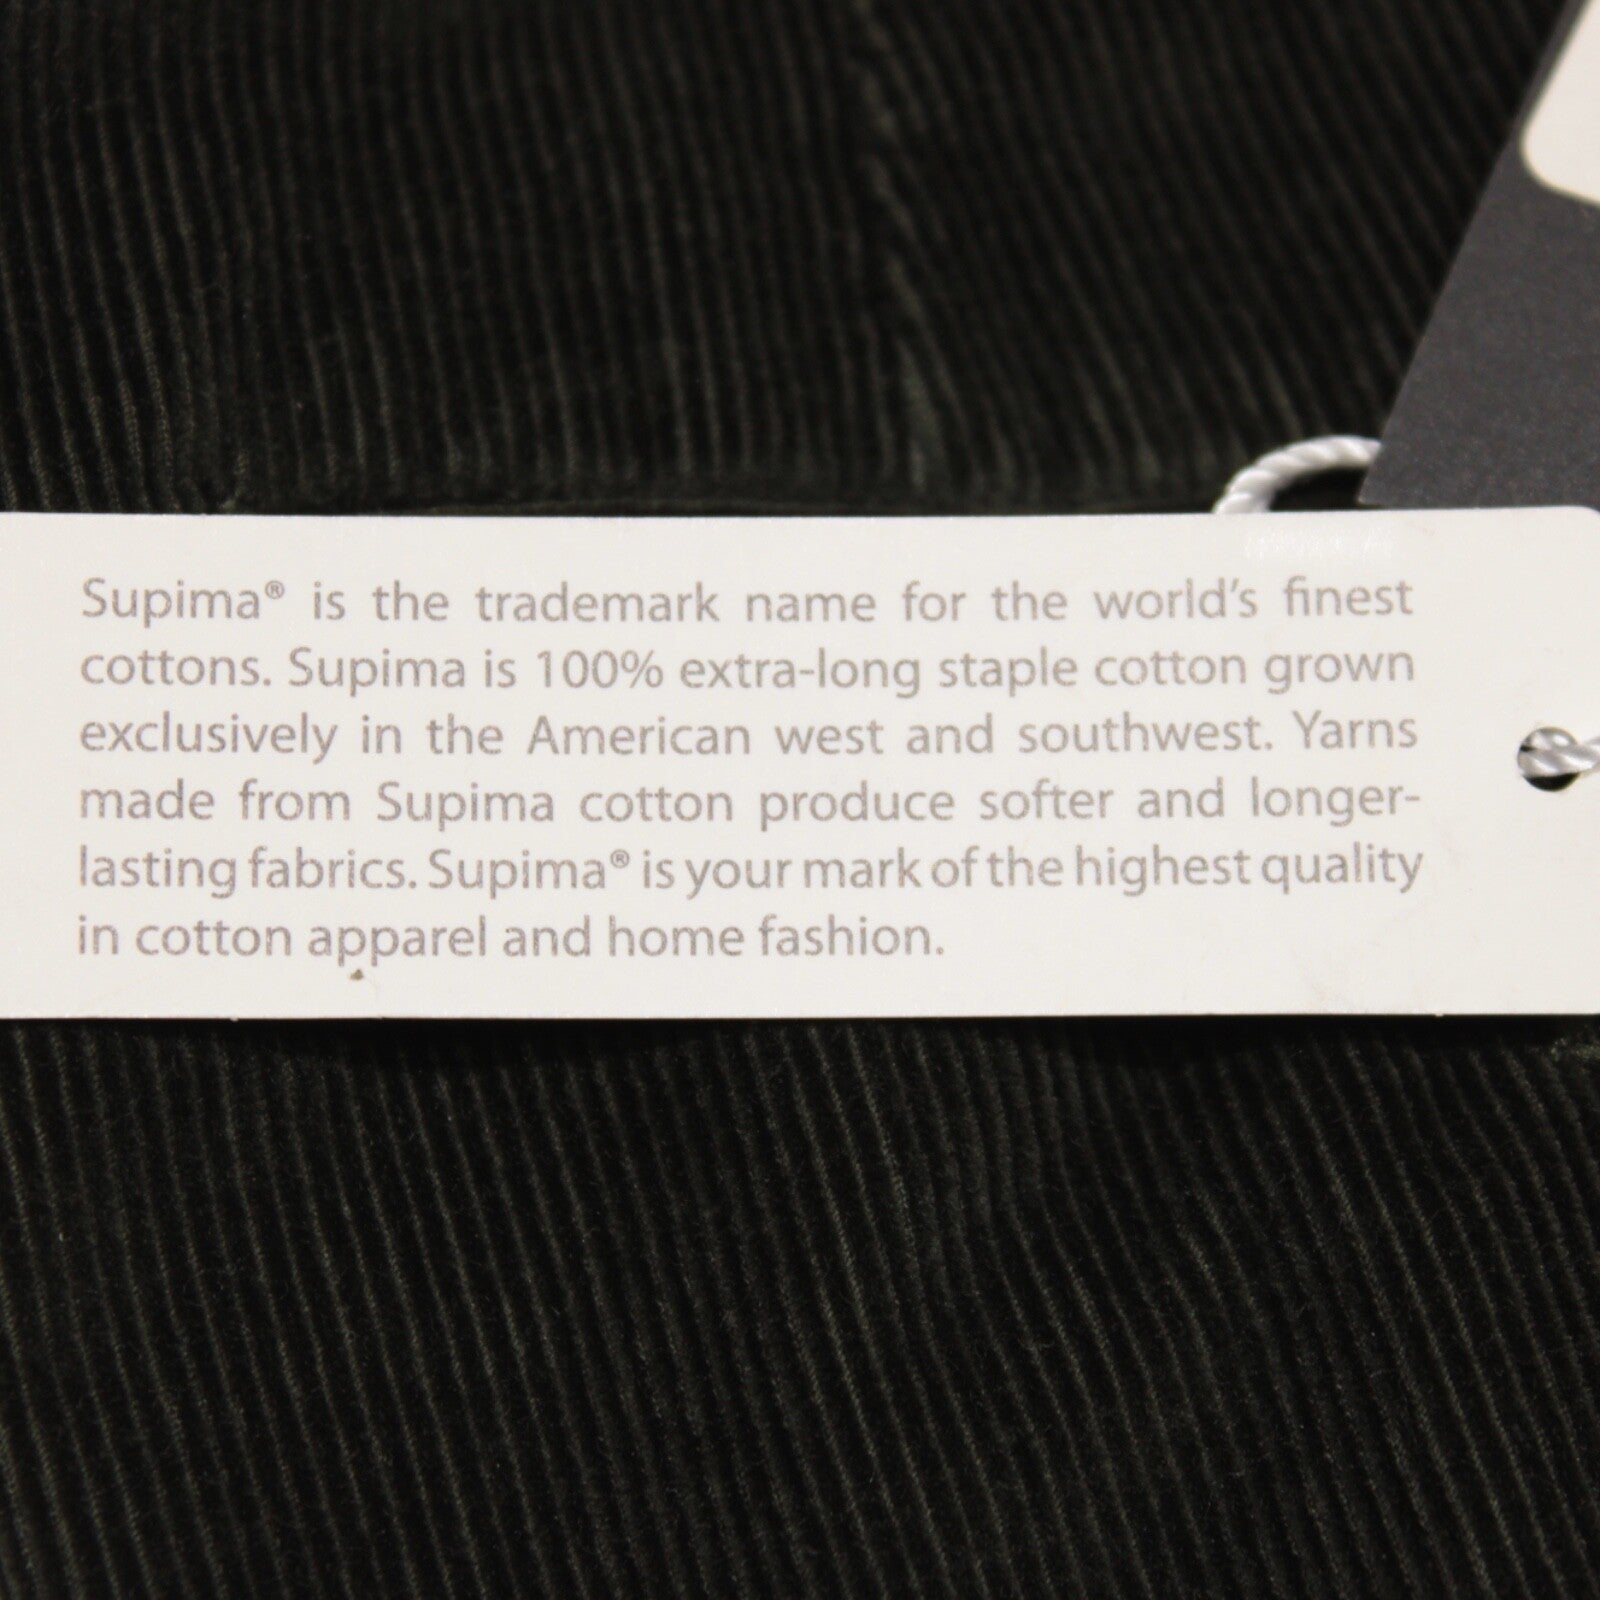 Supima® is the trademark name for the world's finest
cottons. Supima is 100% extra-long staple cotton grown
exclusively in the American west and southwest. Yarns
made from Supima cotton produce softer and longer-
lasting fabrics. Supima® is your mark of the highest quality
in cotton apparel and home fashion.